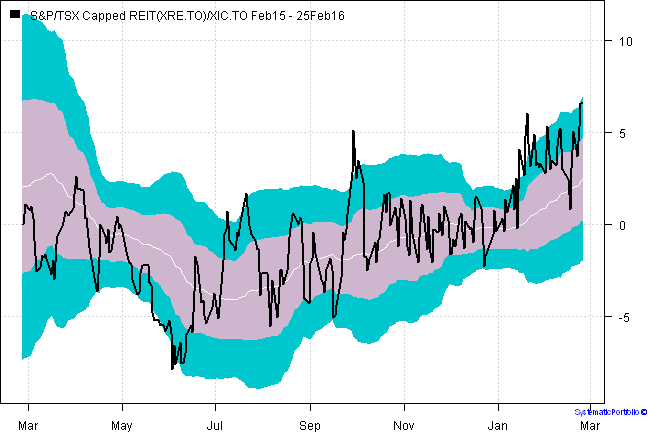 S&P/TSX Capped REIT(XRE.TO)/XIC.TO Feb15 - 25Feb16
10
5
0
-5
SystematicPortfolio ©
Mar May Jul Sep Nov Jan Mar